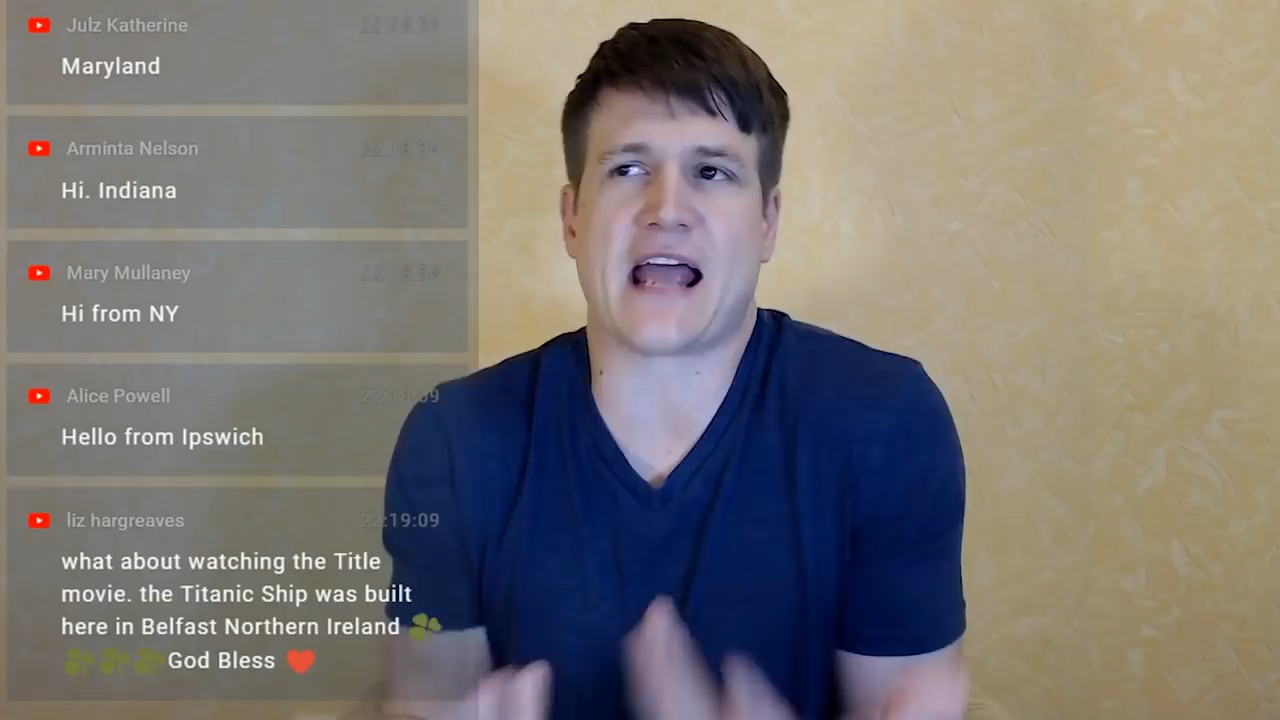 Julz Katherine
Maryland
Arminta Nelson
Hi. Indiana
Mary Mullaney
Hi from NY
Alice Powell
Hello from Ipswich
liz hargreaves 22:19:09
what about watching the Title
movie. the Titanic Ship was built
here in Belfast Northern Ireland ☘️
☘️☘️☘️God Bless ❤️